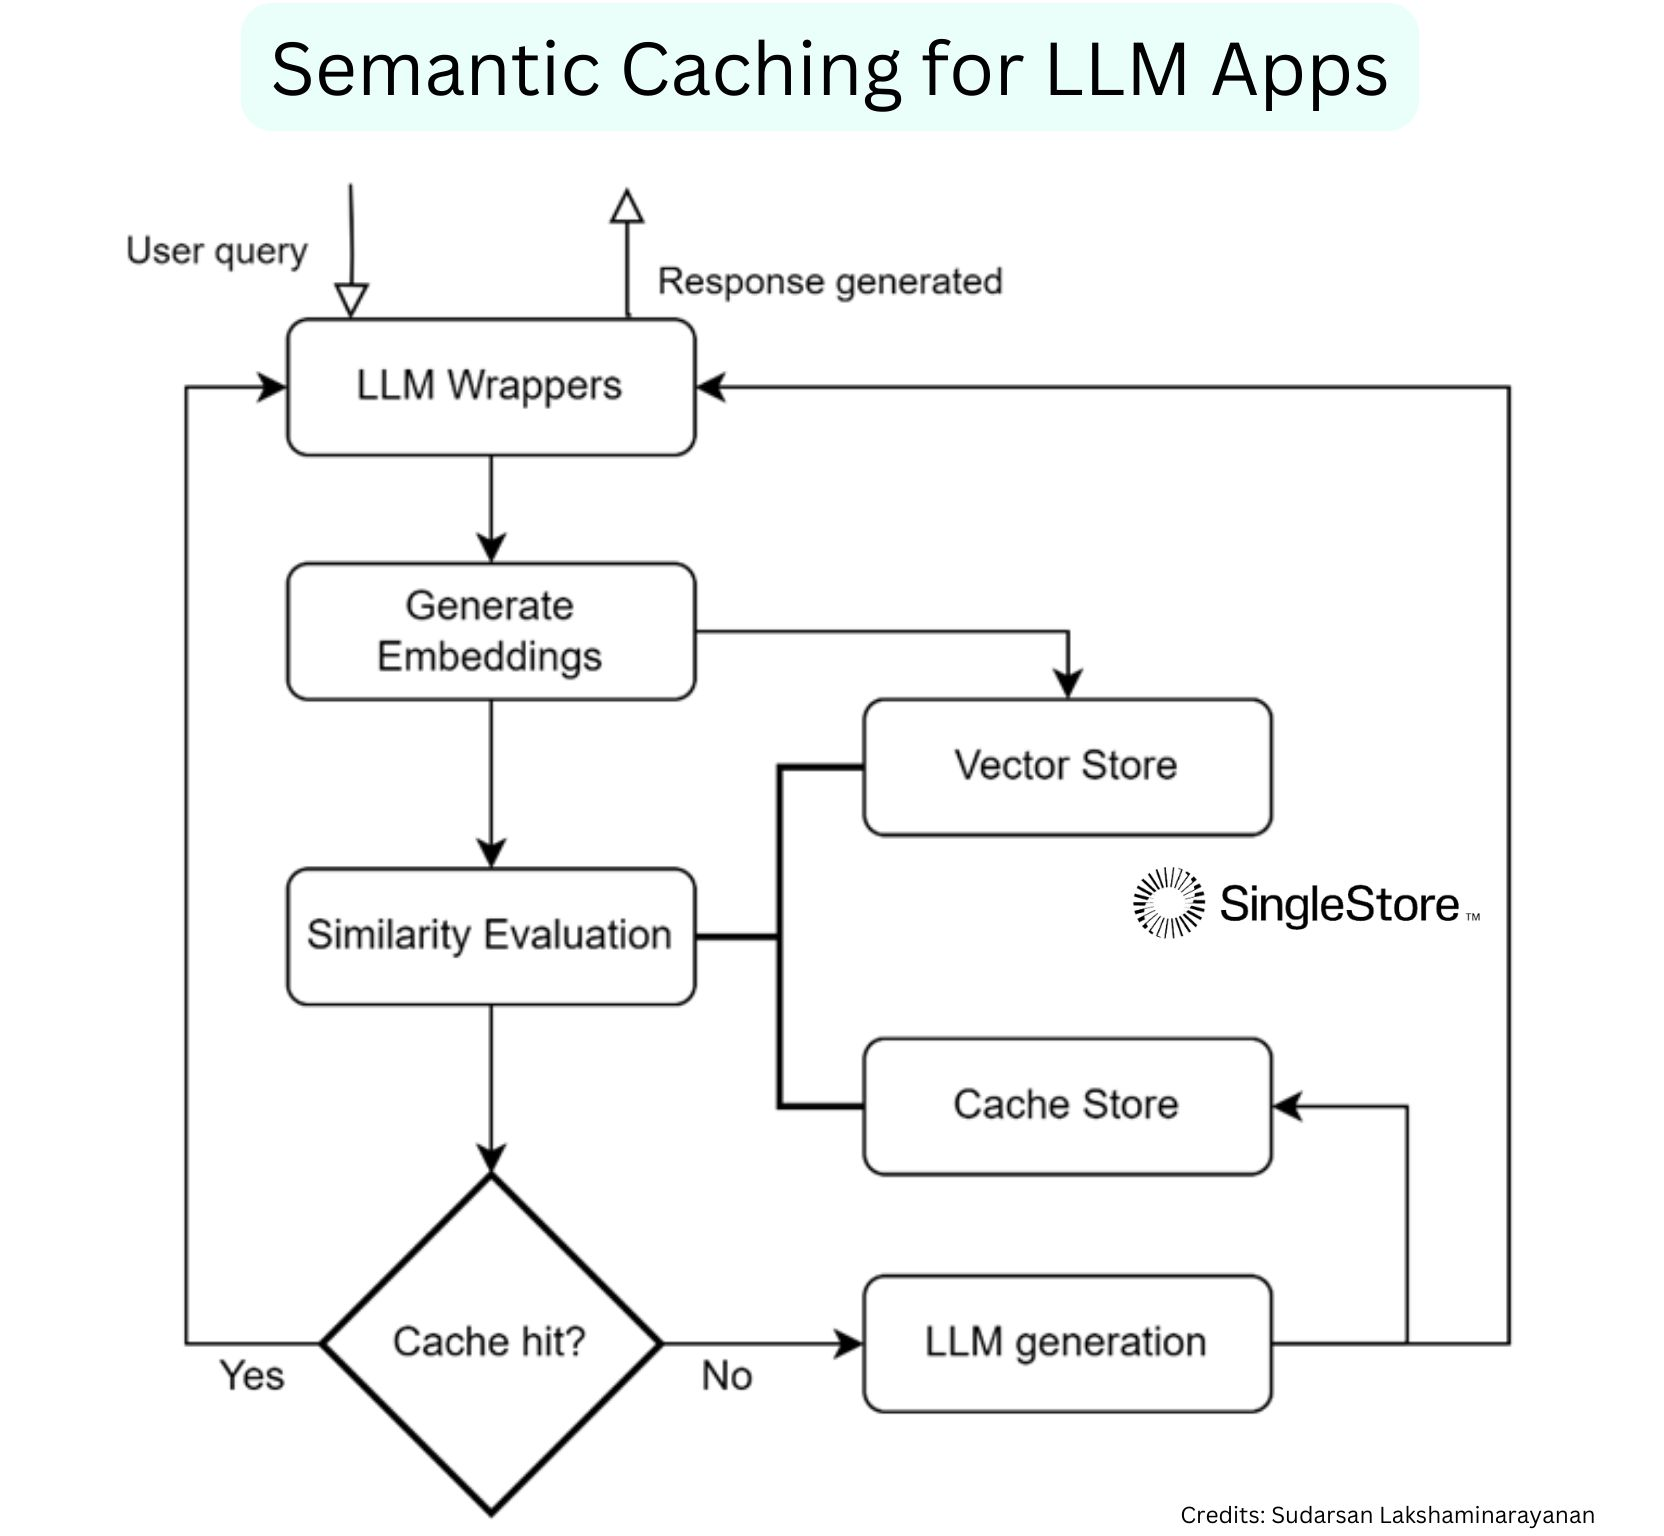 Semantic Caching for LLM Apps
User query
Response generated
LLM Wrappers
Generate
Embeddings
Vector Store
SingleStore™
Similarity Evaluation
Cache Store
Cache hit?
LLM generation
Yes
No
Credits: Sudarsan Lakshaminarayanan